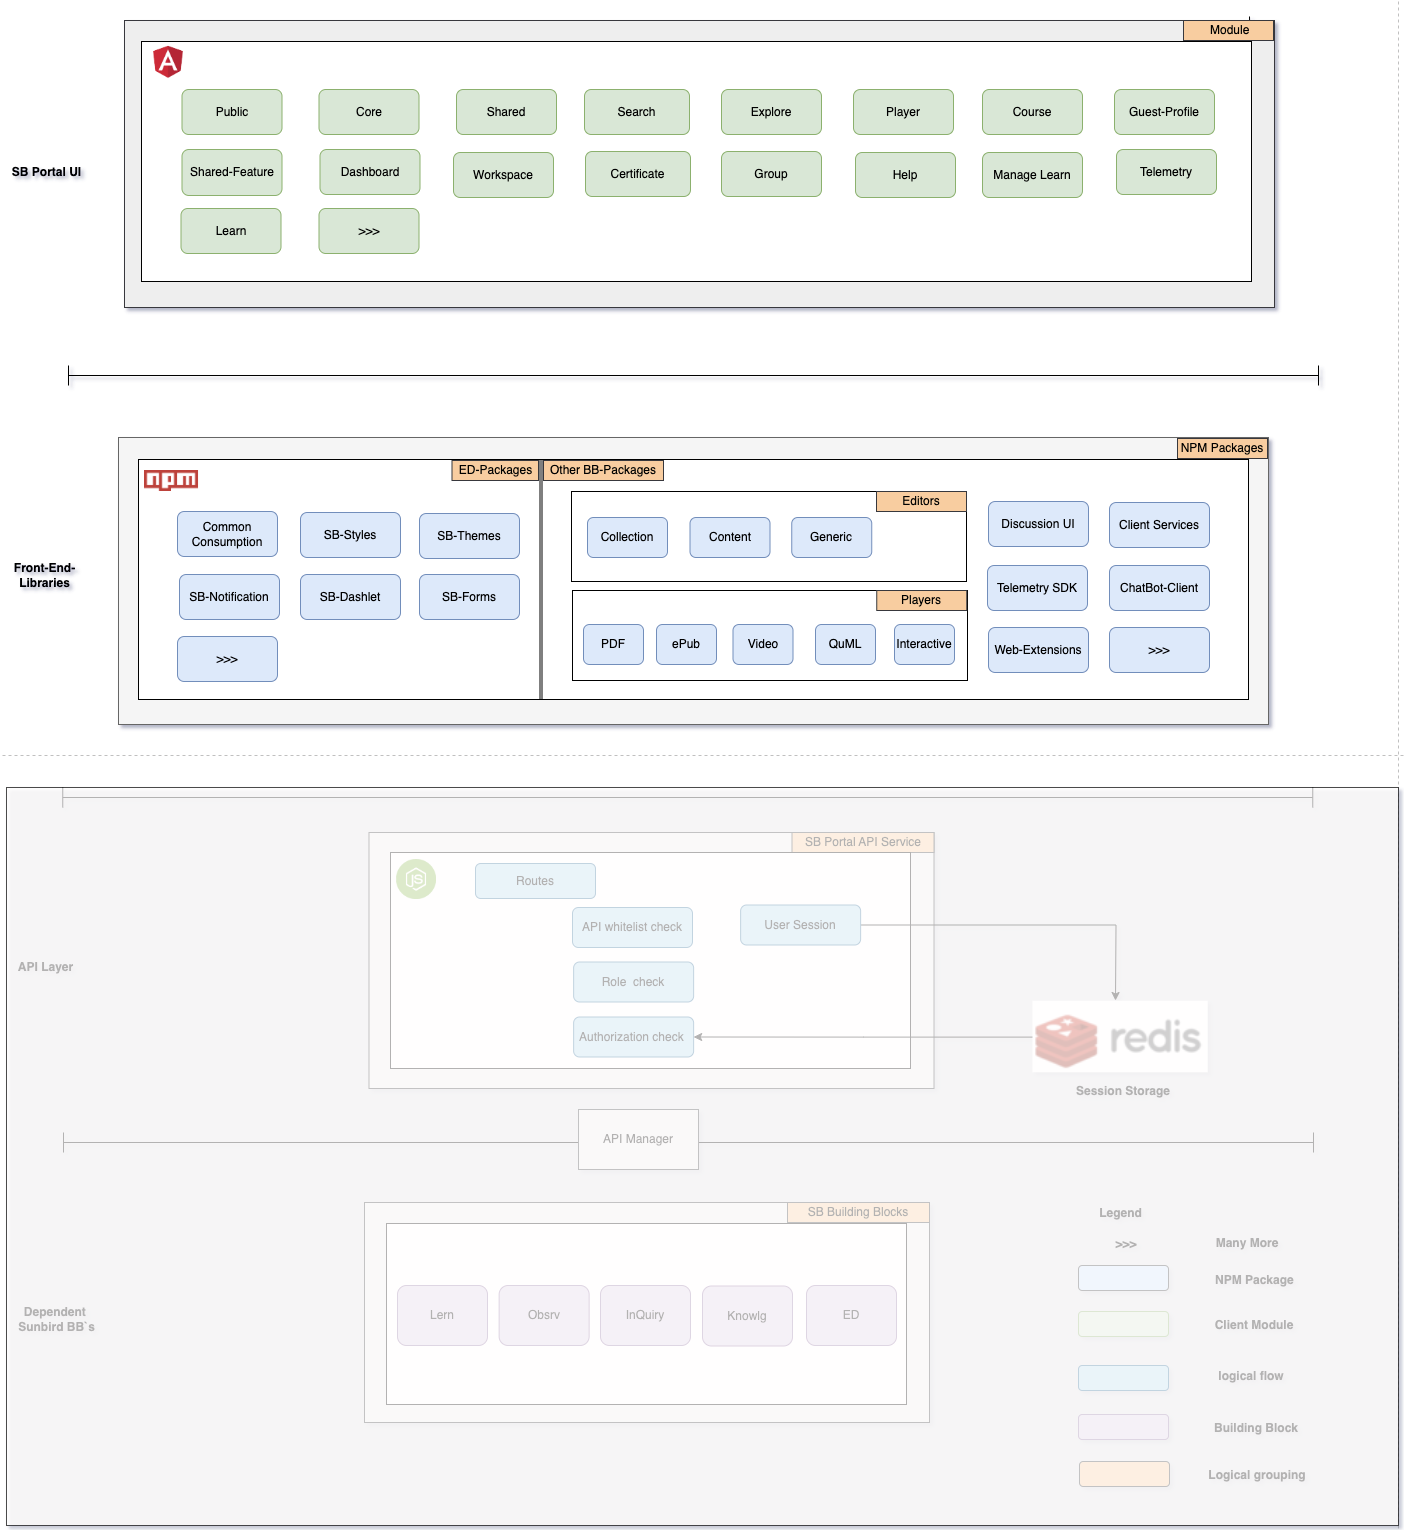 Module
A
Public
Core
Shared
Search
Explore
Player
Course
Guest-Profile
SB Portal UI
Shared-Feature
Dashboard
Workspace
Certificate
Group
Help
Manage Learn
Telemetry
Learn
>>>
NPM Packages
npm
ED-Packages
Other BB-Packages
Editors
Common
Consumption
SB-Styles
SB-Themes
Collection
Content
Generic
Discussion UI
Client Services
Front-End-
Libraries
SB-Notification
SB-Dashlet
SB-Forms
Players
Telemetry SDK
ChatBot-Client
>>>
PDF
ePub
Video
QuML
Interactive
Web-Extensions
>>>
SB Portal API Service
JS
Routes
API whitelist check
User Session
API Layer
Role  check
Authorization check
redis
Session Storage
API Manager
SB Building Blocks
Legend
>>>
Many More
NPM Package
Dependent
Sunbird BB`s
Lern
Obsrv
InQuiry
Knowlg
ED
Client Module
logical flow
Building Block
Logical grouping